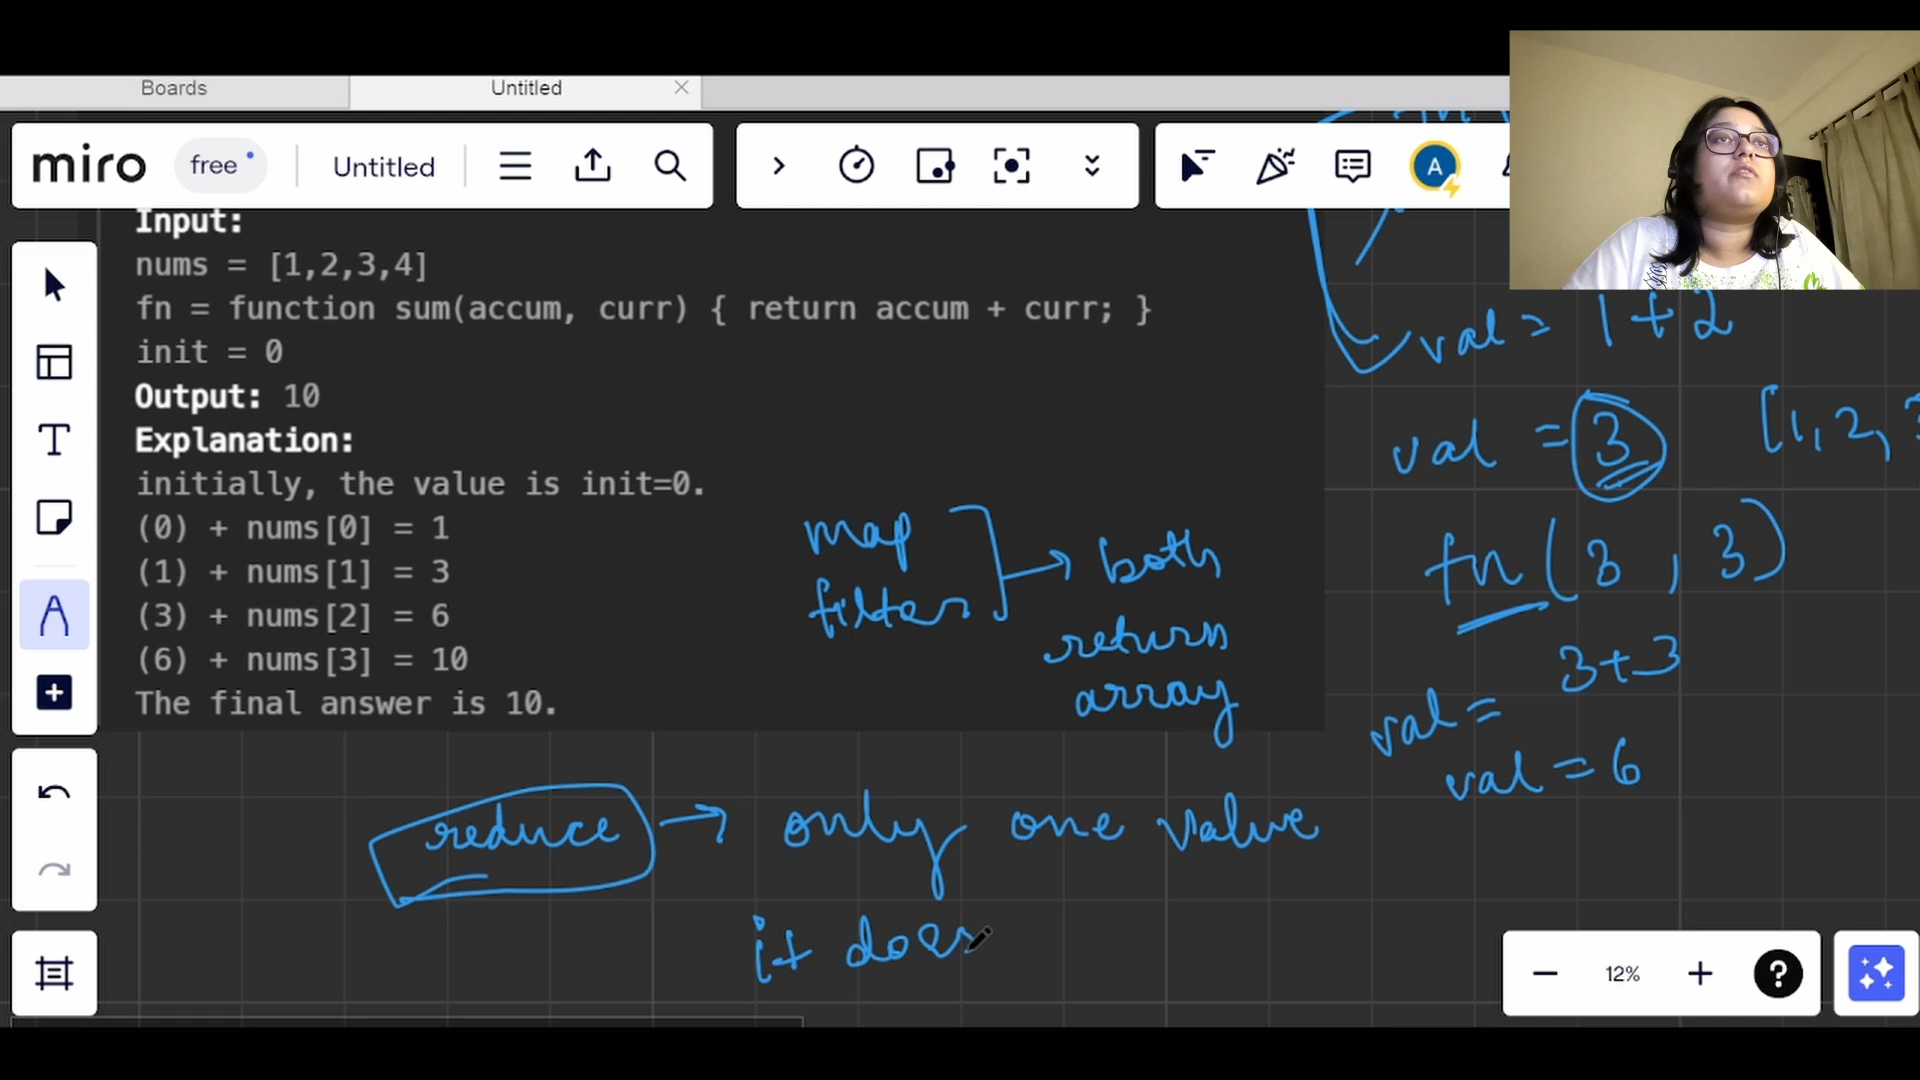 Boards
Untitled
miro
free
Untitled
A
Input:
nums = [1,2,3,4]
fn = function sum(accum, curr) { return accum + curr; }
init = 0
Output: 10
Explanation:
initially, the value is init=0.
(0) + nums[0] = 1
(1) + nums[1] = 3
(3) + nums[2] = 6
(6) + nums[3] = 10
The final answer is 10.
map
filter
both
return
array
reduce → only one value
it does
val = 1+2
val = 3 [1,2,
fn(3,3)
3+3
val =
val = 6
12%